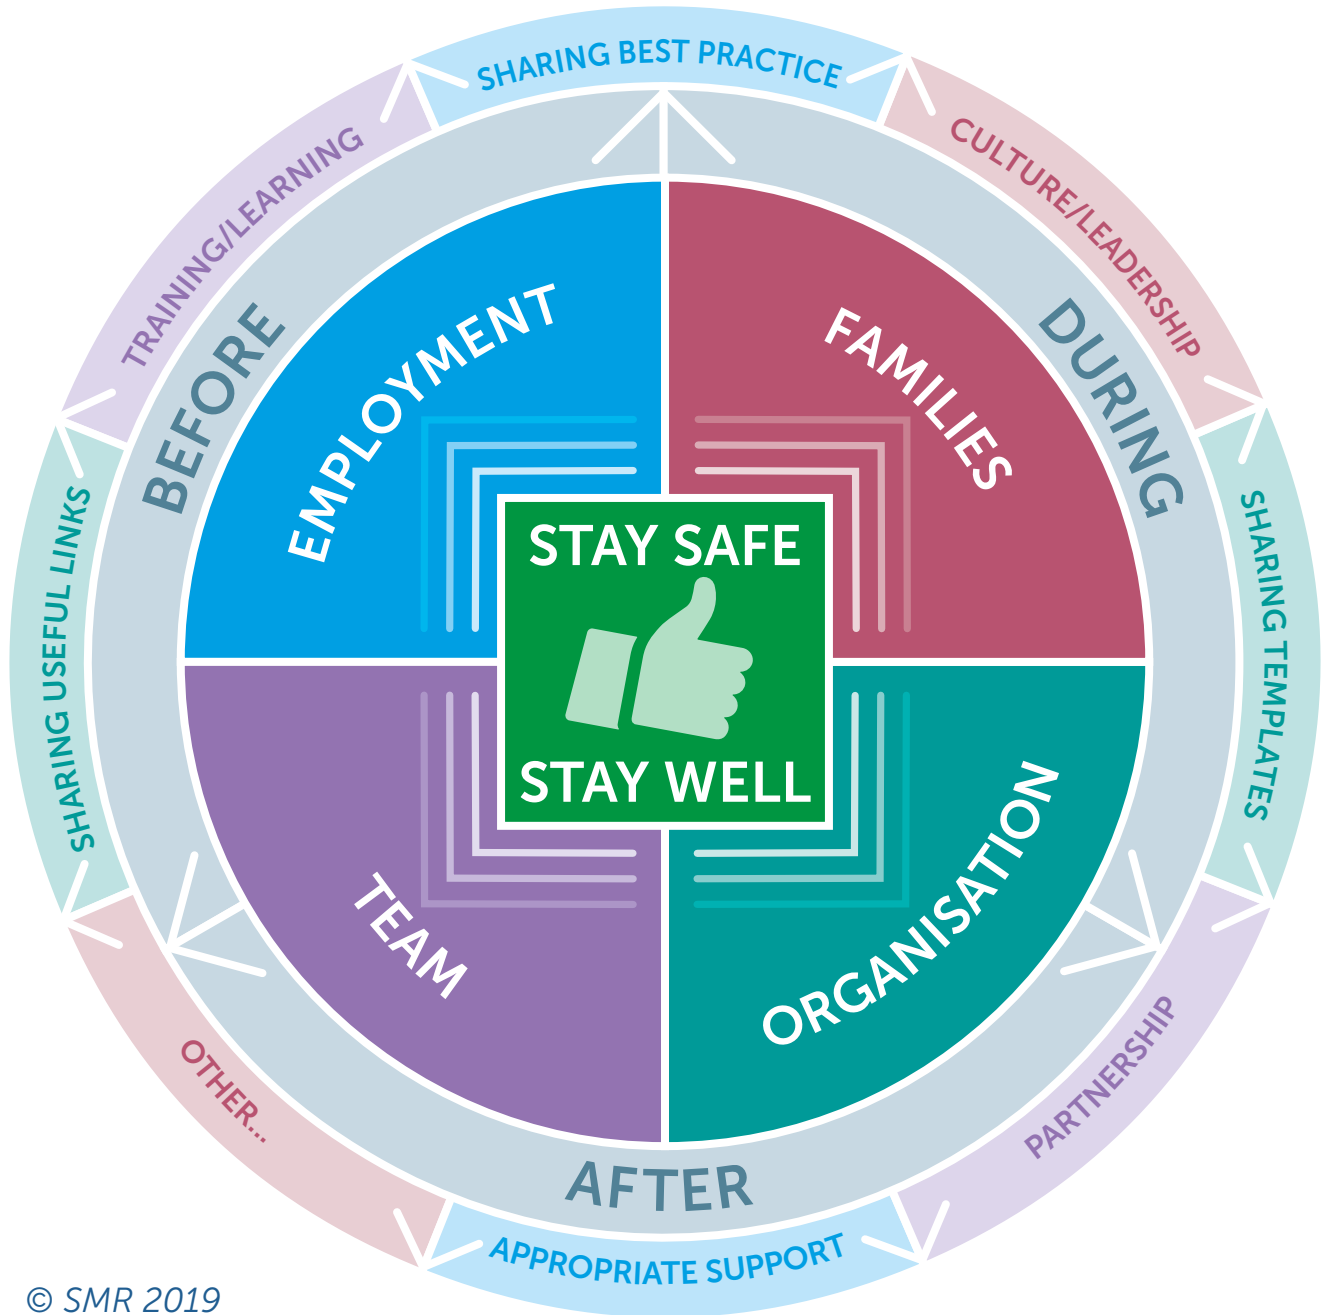 SHARING BEST PRACTICE
CULTURE/LEADERSHIP
SHARING TEMPLATES
PARTNERSHIP
APPROPRIATE SUPPORT
OTHER...
SHARING USEFUL LINKS
TRAINING/LEARNING
BEFORE
DURING
AFTER
EMPLOYMENT
FAMILIES
ORGANISATION
TEAM
STAY SAFE
STAY WELL
© SMR 2019